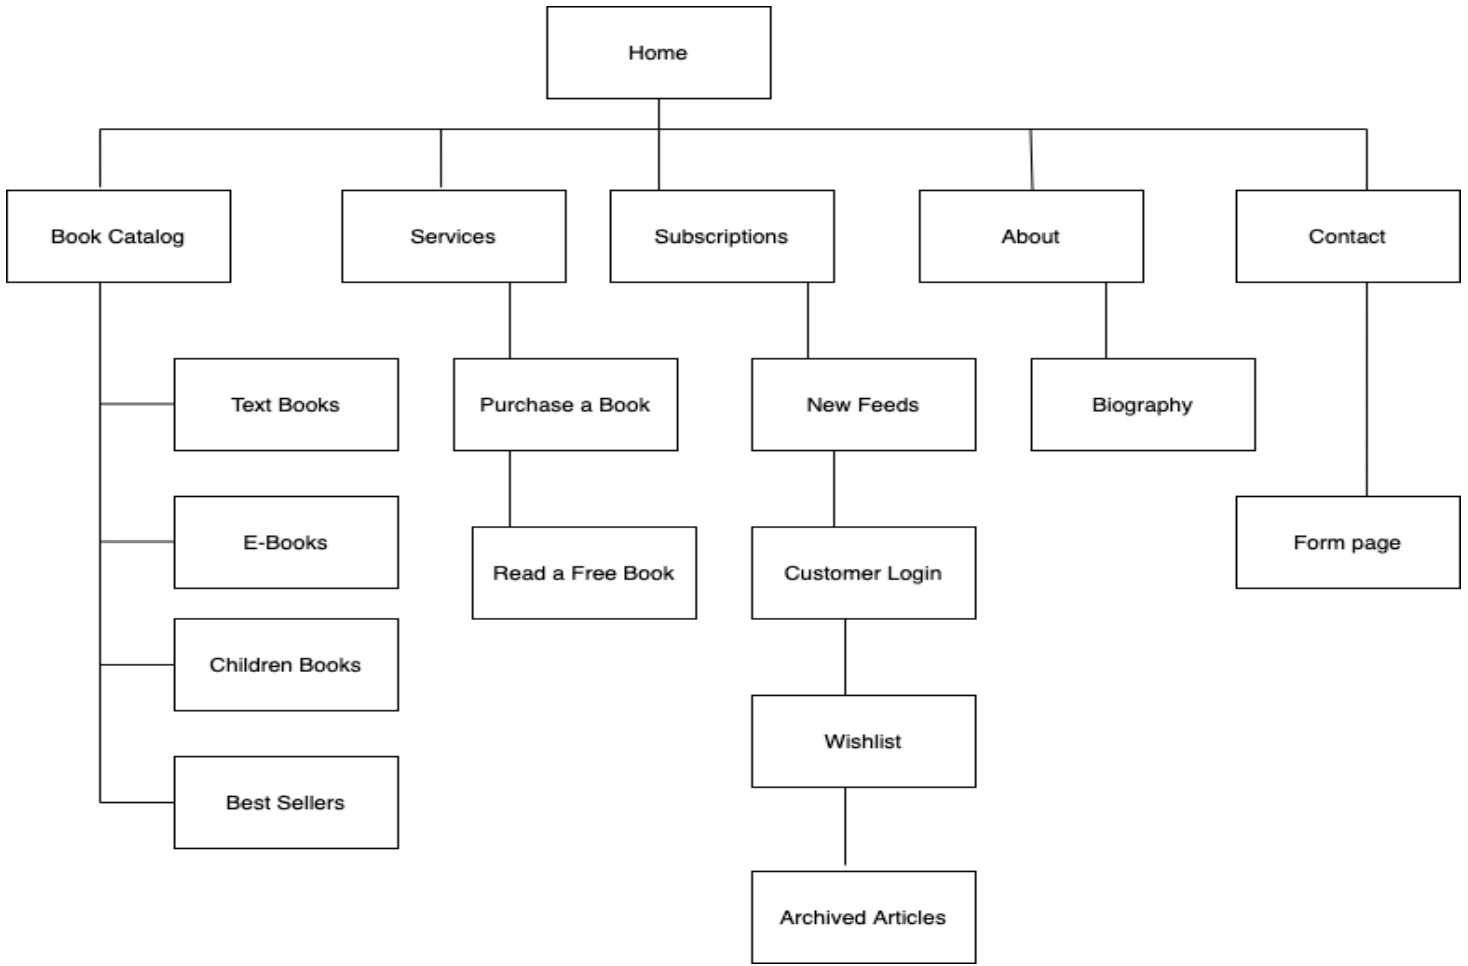 Home
Book Catalog
Services
Subscriptions
About
Contact
Text Books
Purchase a Book
New Feeds
Biography
E-Books
Read a Free Book
Customer Login
Form page
Children Books
Wishlist
Best Sellers
Archived Articles